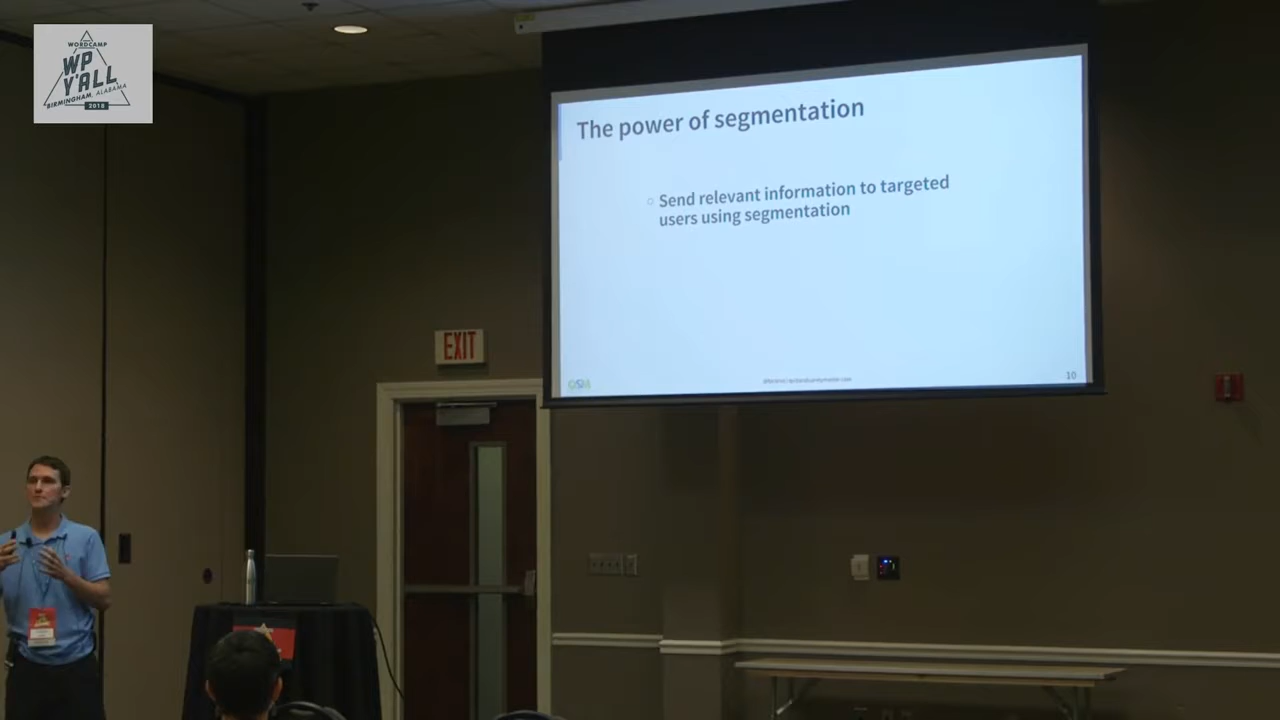 WORDCAMP
WP
Y'ALL
BIRMINGHAM, ALABAMA
2018
The power of segmentation
Send relevant information to targeted
users using segmentation
10
EXIT